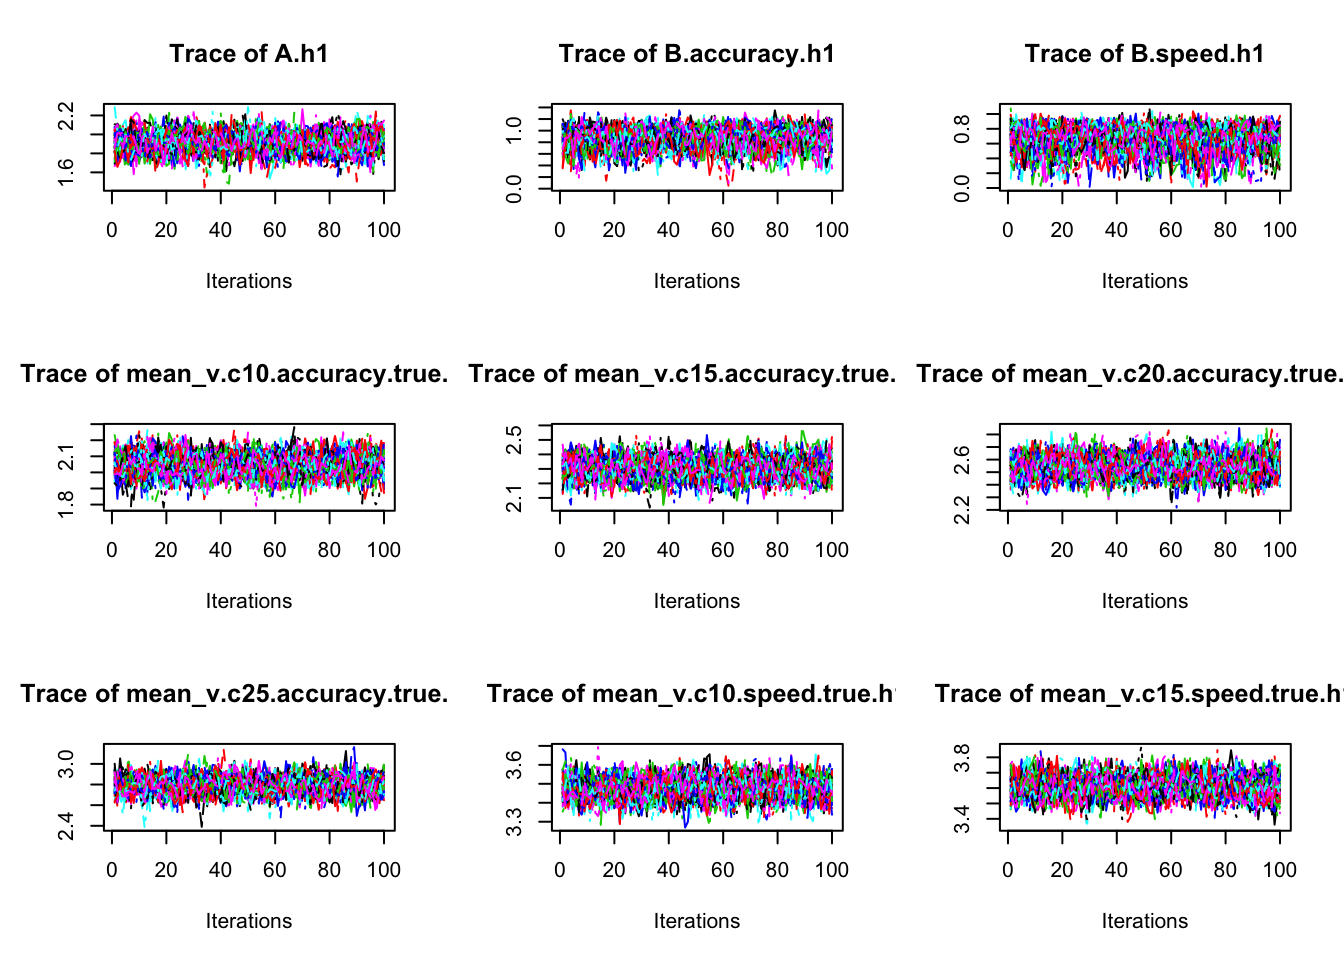 Trace of A.h1
2.2
1.6
0 20 40 60 80 100
Iterations
Trace of B.accuracy.h1
1.0
0.0
0 20 40 60 80 100
Iterations
Trace of B.speed.h1
0.8
0.0
0 20 40 60 80 100
Iterations
Trace of mean_v.c10.accuracy.true.
2.1
1.8
0 20 40 60 80 100
Iterations
Trace of mean_v.c15.accuracy.true.
2.5
2.1
0 20 40 60 80 100
Iterations
Trace of mean_v.c20.accuracy.true.
2.6
2.2
0 20 40 60 80 100
Iterations
Trace of mean_v.c25.accuracy.true.
3.0
2.4
0 20 40 60 80 100
Iterations
Trace of mean_v.c10.speed.true.h1
3.6
3.3
0 20 40 60 80 100
Iterations
Trace of mean_v.c15.speed.true.h1
3.8
3.4
0 20 40 60 80 100
Iterations